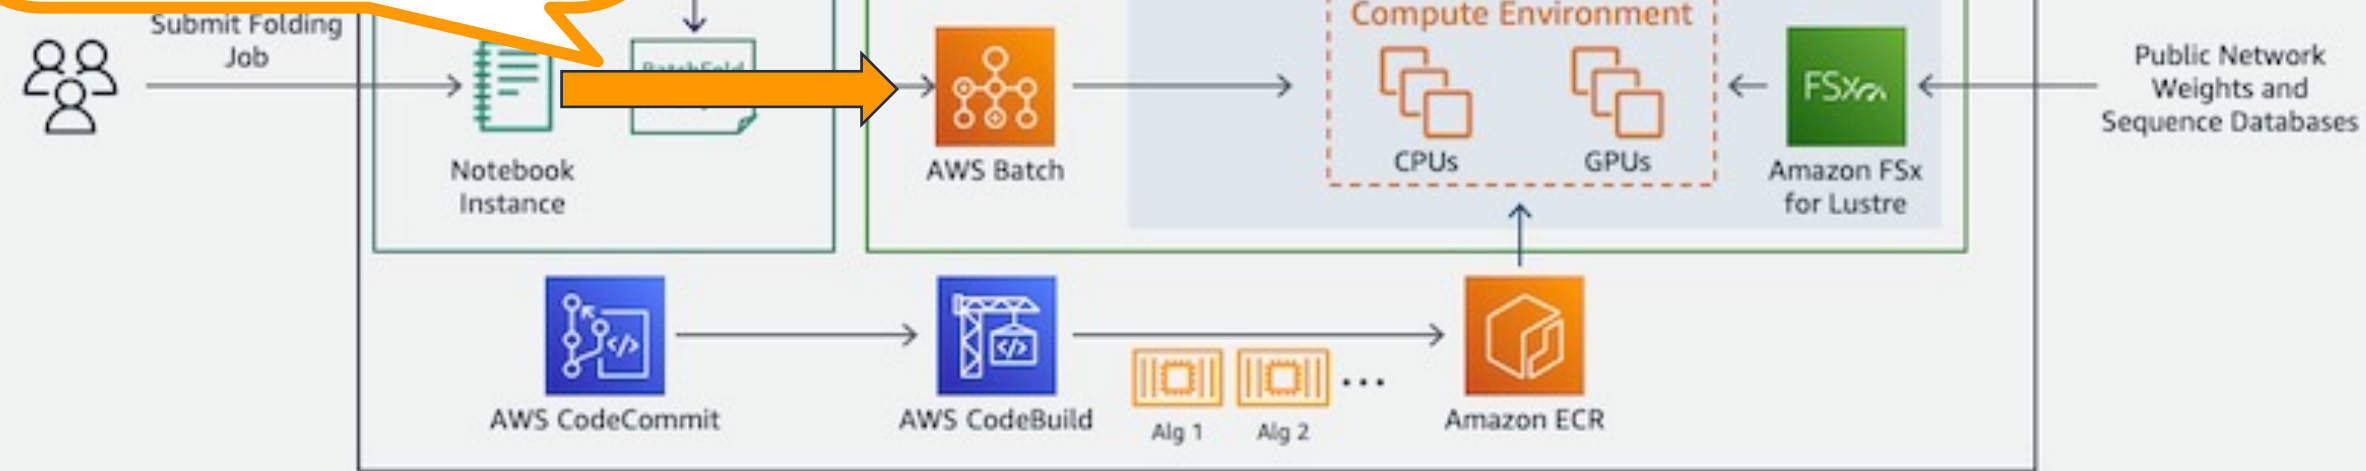 Submit Folding
Job
Notebook
Instance
AWS Batch
Compute Environment
CPUs
GPUs
FSx
Amazon FSx
for Lustre
Public Network
Weights and
Sequence Databases
AWS CodeCommit
AWS CodeBuild
Alg 1
Alg 2
...
Amazon ECR